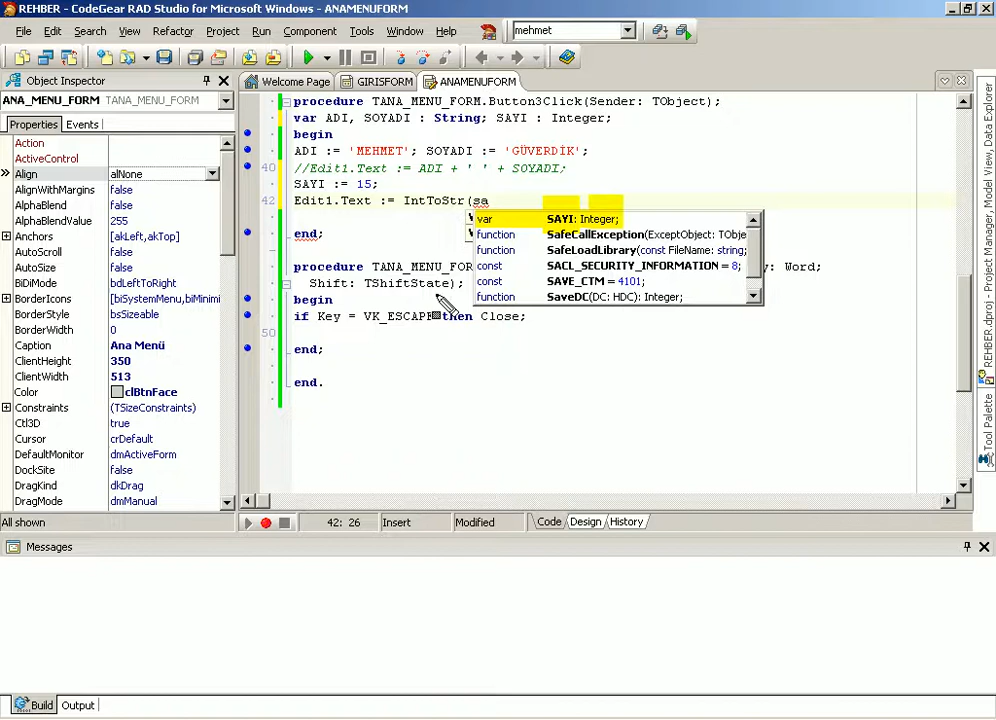 REHBER - CodeGear RAD Studio for Microsoft Windows - ANAMENUFORM
File Edit Search View Refactor Project Run Component Tools Window Help
mehmet
Object Inspector
Welcome Page GIRISFORM ANAMENUFORM
ANA_MENU_FORM TANA_MENU_FORM
Properties Events
Action
ActiveControl
Align alNone
AlignWithMargins false
AlphaBlend false
AlphaBlendValue 255
Anchors [akLeft,akTop]
AutoScroll false
AutoSize false
BiDiMode bdLeftToRight
BorderIcons [biSystemMenu,biMinimi
BorderStyle bsSizeable
BorderWidth 0
Caption Ana Menü
ClientHeight 350
ClientWidth 513
Color clBtnFace
Constraints (TSizeConstraints)
Ctl3D true
Cursor crDefault
DefaultMonitor dmActiveForm
DockSite false
DragKind dkDrag
DragMode dmManual
All shown
procedure TANA_MENU_FORM.Button3Click(Sender: TObject);
var ADI, SOYADI : String; SAYI : Integer;
begin
ADI := 'MEHMET'; SOYADI := 'GÜVERDİK';
40 //Edit1.Text := ADI + ' ' + SOYADI;
SAYI := 15;
42 Edit1.Text := IntToStr(sa
var SAYI: Integer;
function SafeCallException(ExceptObject: TObje
function SafeLoadLibrary(const FileName: string;
const SACL_SECURITY_INFORMATION = 8;
const SAVE_CTM = 4101;
function SaveDC(DC: HDC): Integer;
end;
procedure TANA_MENU_F
y: Word;
Shift: TShiftState);
begin
if Key = VK_ESCAPE then Close;
50
end;
end.
42: 26 Insert Modified Code Design History
Messages
Build Output
REHBER.dproj - Project Manager
Data Explorer
Tool Palette